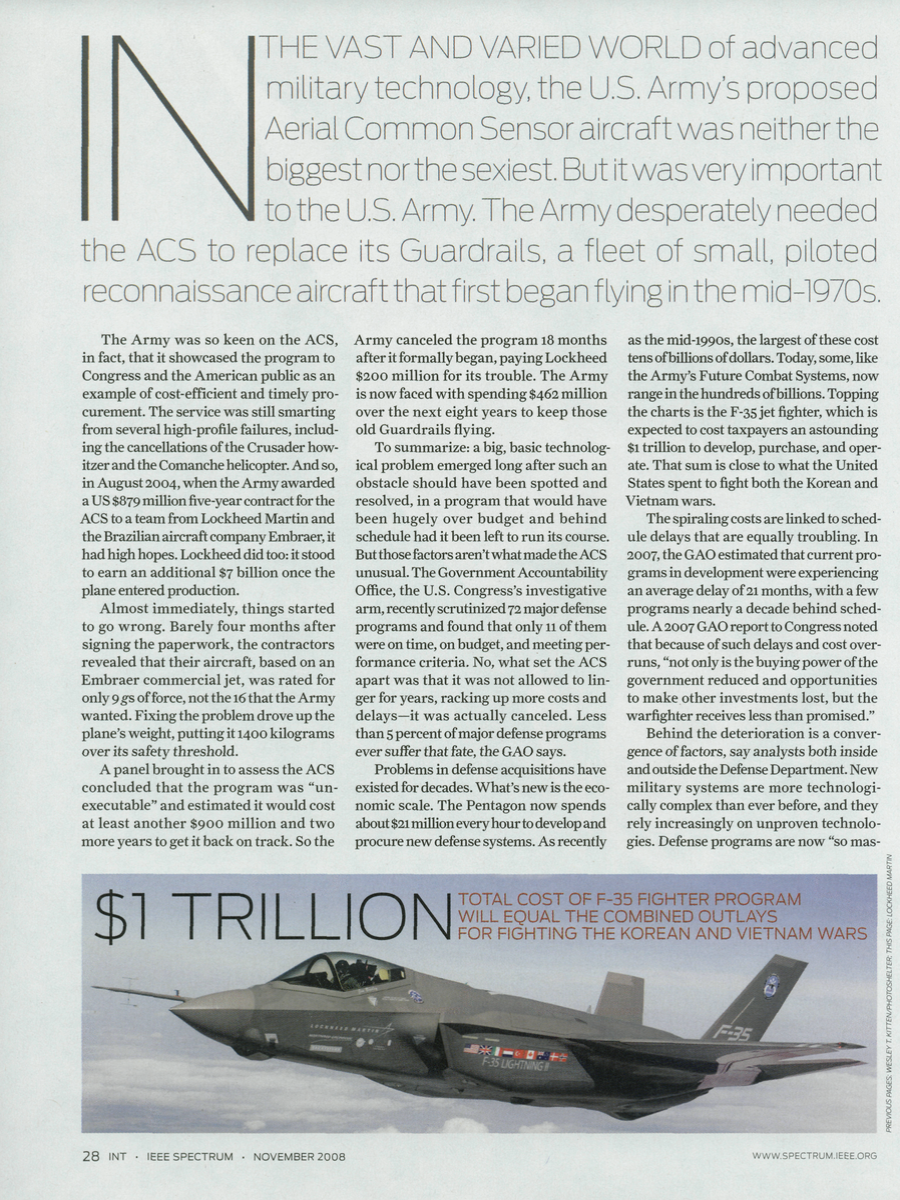 IN THE VAST AND VARIED WORLD of advanced
military technology, the U.S. Army's proposed
Aerial Common Sensor aircraft was neither the
biggest nor the sexiest. But it was very important
to the U.S. Army. The Army desperately needed
the ACS to replace its Guardrails, a fleet of small, piloted
reconnaissance aircraft that first began flying in the mid-1970s.
The Army was so keen on the ACS,
in fact, that it showcased the program to
Congress and the American public as an
example of cost-efficient and timely pro-
curement. The service was still smarting
from several high-profile failures, includ-
ing the cancellations of the Crusader how-
itzer and the Comanche helicopter. And so,
in August 2004, when the Army awarded
a US $879 million five-year contract for the
ACS to a team from Lockheed Martin and
the Brazilian aircraft company Embraer, it
had high hopes. Lockheed did too: it stood
to earn an additional $7 billion once the
plane entered production.
Almost immediately, things started
to go wrong. Barely four months after
signing the paperwork, the contractors
revealed that their aircraft, based on an
Embraer commercial jet, was rated for
only 9 gs of force, not the 16 that the Army
wanted. Fixing the problem drove up the
plane's weight, putting it 1400 kilograms
over its safety threshold.
A panel brought in to assess the ACS
concluded that the program was "un-
executable" and estimated it would cost
at least another $900 million and two
more years to get it back on track. So the
Army canceled the program 18 months
after it formally began, paying Lockheed
$200 million for its trouble. The Army
is now faced with spending $462 million
over the next eight years to keep those
old Guardrails flying.
To summarize: a big, basic technolog-
ical problem emerged long after such an
obstacle should have been spotted and
resolved, in a program that would have
been hugely over budget and behind
schedule had it been left to run its course.
But those factors aren't what made the ACS
unusual. The Government Accountability
Office, the U.S. Congress's investigative
arm, recently scrutinized 72 major defense
programs and found that only 11 of them
were on time, on budget, and meeting per-
formance criteria. No, what set the ACS
apart was that it was not allowed to lin-
ger for years, racking up more costs and
delays—it was actually canceled. Less
than 5 percent of major defense programs
ever suffer that fate, the GAO says.
Problems in defense acquisitions have
existed for decades. What's new is the eco-
nomic scale. The Pentagon now spends
about $21 million every hour to develop and
procure new defense systems. As recently
as the mid-1990s, the largest of these cost
tens of billions of dollars. Today, some, like
the Army's Future Combat Systems, now
range in the hundreds of billions. Topping
the charts is the F-35 jet fighter, which is
expected to cost taxpayers an astounding
$1 trillion to develop, purchase, and oper-
ate. That sum is close to what the United
States spent to fight both the Korean and
Vietnam wars.
The spiraling costs are linked to sched-
ule delays that are equally troubling. In
2007, the GAO estimated that current pro-
grams in development were experiencing
an average delay of 21 months, with a few
programs nearly a decade behind sched-
ule. A 2007 GAO report to Congress noted
that because of such delays and cost over-
runs, "not only is the buying power of the
government reduced and opportunities
to make other investments lost, but the
warfighter receives less than promised."
Behind the deterioration is a conver-
gence of factors, say analysts both inside
and outside the Defense Department. New
military systems are more technologi-
cally complex than ever before, and they
rely increasingly on unproven technolo-
gies. Defense programs are now "so mas-
$1 TRILLION
TOTAL COST OF F-35 FIGHTER PROGRAM
WILL EQUAL THE COMBINED OUTLAYS
FOR FIGHTING THE KOREAN AND VIETNAM WARS
LOCKHEED MARTIN
F-35 LIGHTNING II
F-35
PREVIOUS PAGES: WESLEY T. KITTEN/PHOTOSHELTER; THIS PAGE: LOCKHEED MARTIN
28 INT · IEEE SPECTRUM · NOVEMBER 2008
WWW.SPECTRUM.IEEE.ORG